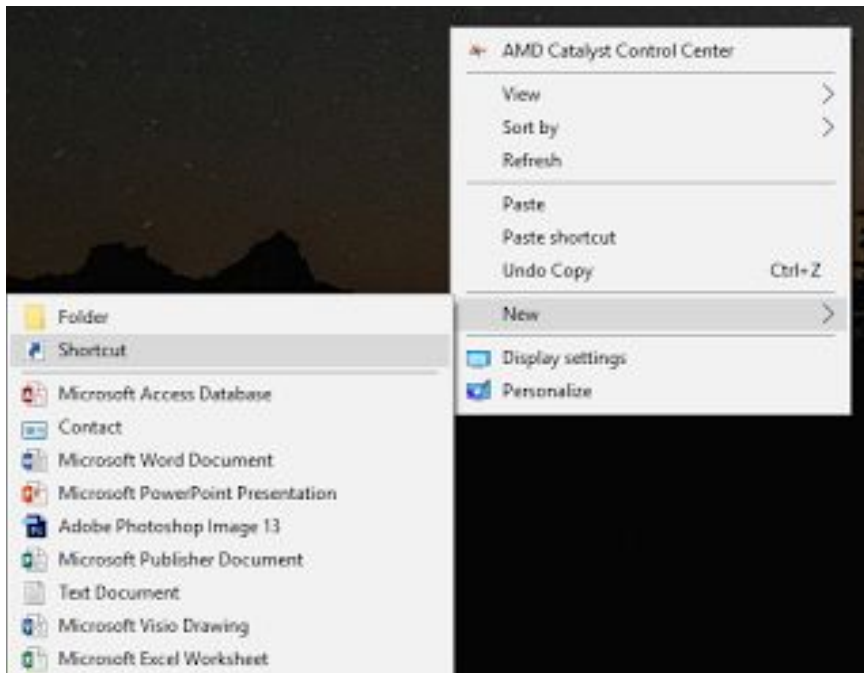 AMD Catalyst Control Center
View
Sort by
Refresh
Paste
Paste shortcut
Undo Copy Ctrl+Z
New
Display settings
Personalize
Folder
Shortcut
Microsoft Access Database
Contact
Microsoft Word Document
Microsoft PowerPoint Presentation
Adobe Photoshop Image 13
Microsoft Publisher Document
Text Document
Microsoft Visio Drawing
Microsoft Excel Worksheet